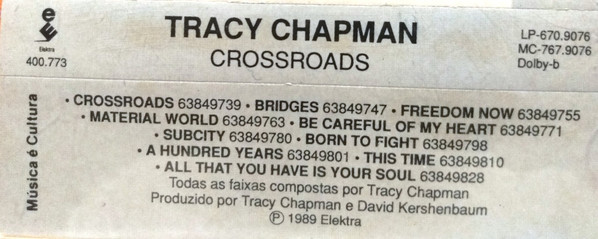 TRACY CHAPMAN
CROSSROADS
Elektra
400.773
LP-670.9076
MC-767.9076
Dolby-b
Música é Cultura
• CROSSROADS 63849739 • BRIDGES 63849747 • FREEDOM NOW 63849755
• MATERIAL WORLD 63849763 • BE CAREFUL OF MY HEART 63849771
• SUBCITY 63849780 • BORN TO FIGHT 63849798
• A HUNDRED YEARS 63849801 • THIS TIME 63849810
• ALL THAT YOU HAVE IS YOUR SOUL 63849828
Todas as faixas compostas por Tracy Chapman
Produzido por Tracy Chapman e David Kershenbaum
Ⓟ 1989 Elektra